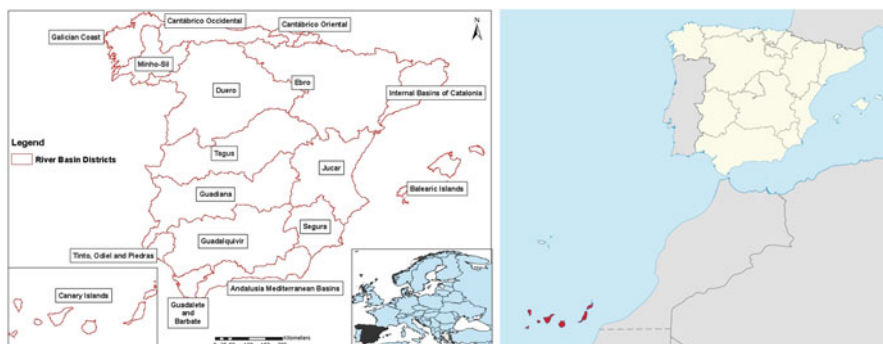 Cantábrico Occidental
Cantábrico Oriental
N
Galician Coast
Minho-Sil
Ebro
Duero
Internal Basins of Catalonia
Legend
River Basin Districts
Tagus
Jucar
Guadiana
Balearic Islands
Segura
Guadalquivir
Tinto, Odiel and Piedras
Canary Islands
Andalusia Mediterranean Basins
Guadalete
and
Barbate
Kilometers